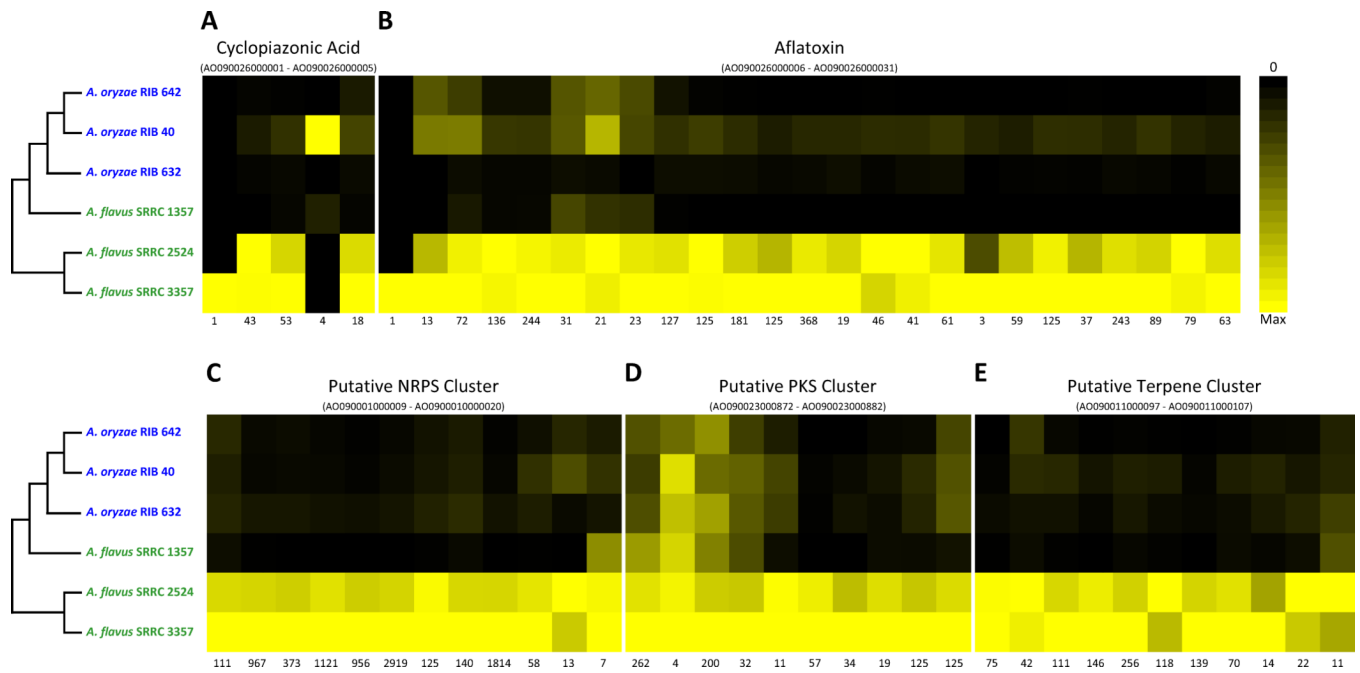 A
B
Cyclopiazonic Acid
Aflatoxin
(AO090026000001 - AO090026000005)
(AO090026000006 - AO090026000031)
0
A. oryzae RIB 642
A. oryzae RIB 40
A. oryzae RIB 632
A. flavus SRRC 1357
A. flavus SRRC 2524
A. flavus SRRC 3357
1 43 53 4 18
1 13 72 136 244 31 21 23 127 125 181 125 368 19 46 41 61 3 59 125 37 243 89 79 63
Max
C
D
E
Putative NRPS Cluster
Putative PKS Cluster
Putative Terpene Cluster
(AO090001000009 - AO0900010000020)
(AO090023000872 - AO090023000882)
(AO090011000097 - AO090011000107)
A. oryzae RIB 642
A. oryzae RIB 40
A. oryzae RIB 632
A. flavus SRRC 1357
A. flavus SRRC 2524
A. flavus SRRC 3357
111 967 373 1121 956 2919 125 140 1814 58 13 7
262 4 200 32 11 57 34 19 125 125
75 42 111 146 256 118 139 70 14 22 11